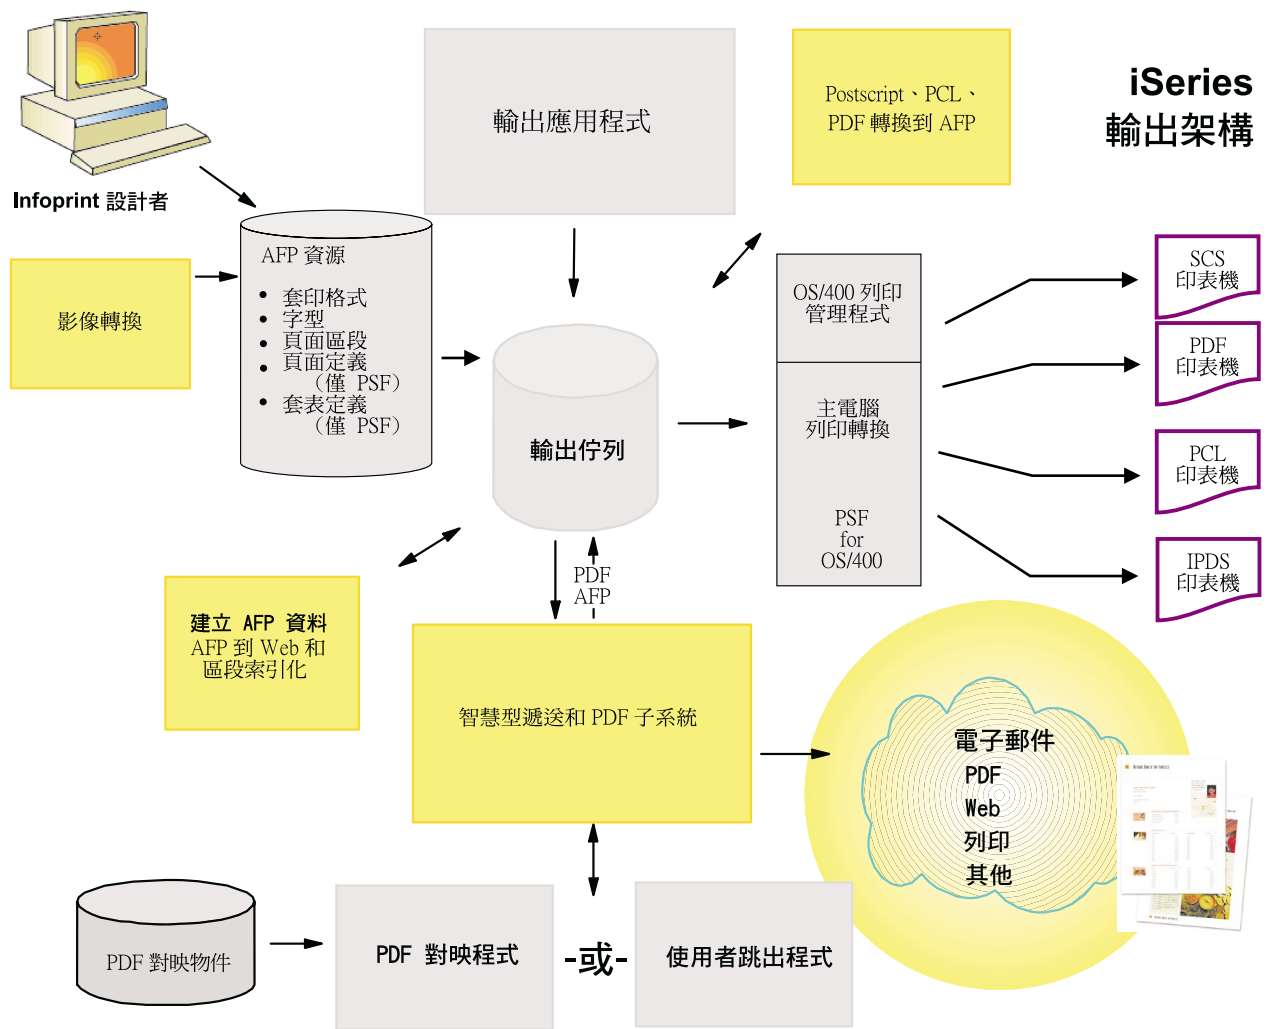 iSeries
輸出架構
Infoprint 設計者
輸出應用程式
Postscript、PCL、
PDF 轉換到 AFP
影像轉換
AFP 資源
• 套印格式
• 字型
• 頁面區段
• 頁面定義
（僅 PSF）
• 套表定義
（僅 PSF）
輸出佇列
OS/400 列印
管理程式
主電腦
列印轉換
PSF
for
OS/400
SCS
印表機
PDF
印表機
PCL
印表機
IPDS
印表機
PDF
AFP
建立 AFP 資料
AFP 到 Web 和
區段索引化
智慧型遞送和 PDF 子系統
電子郵件
PDF
Web
列印
其他
PDF 對映物件
PDF 對映程式
-或-
使用者跳出程式